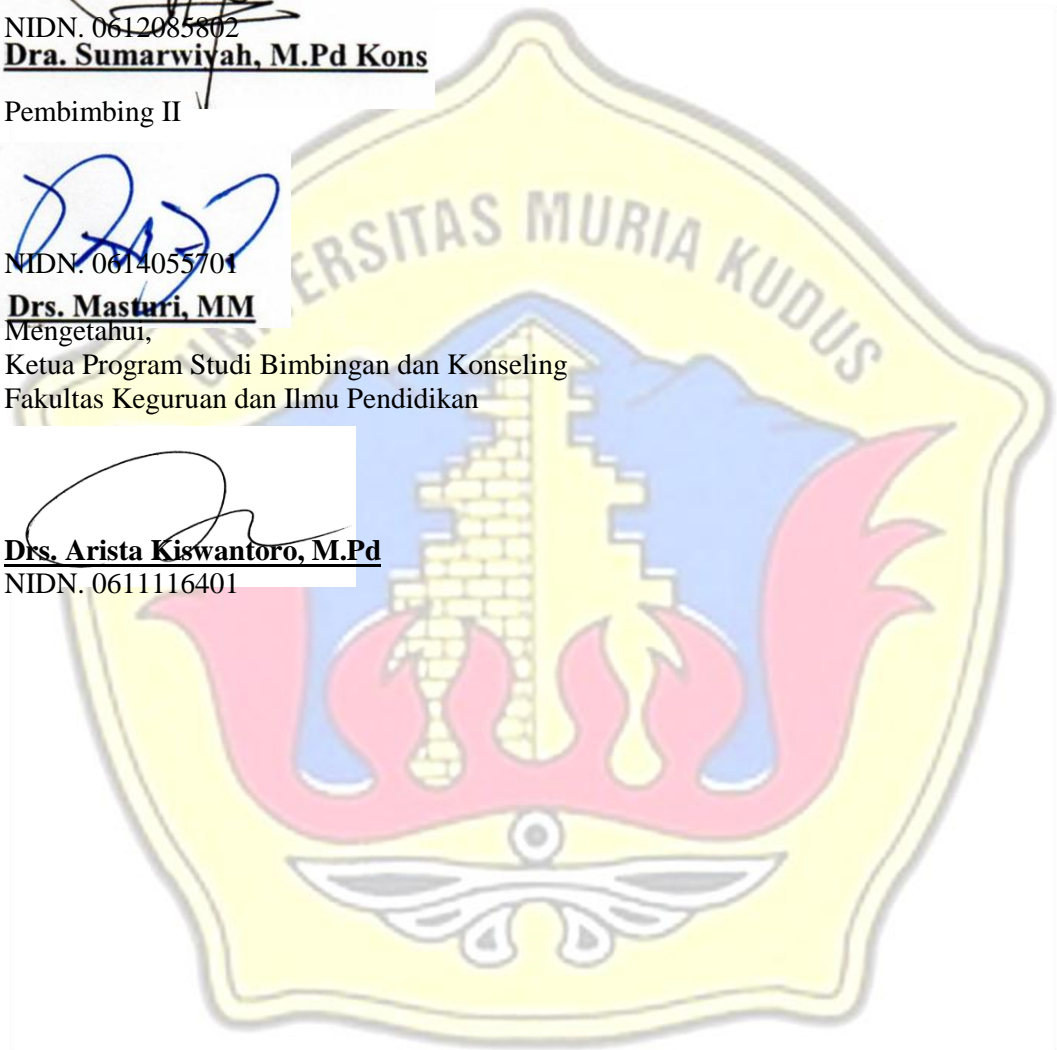 NIDN. 0612085802
Dra. Sumarwiyah, M.Pd Kons
Pembimbing II
NIDN. 0614055701
Drs. Masturi, MM
Mengetahui,
Ketua Program Studi Bimbingan dan Konseling
Fakultas Keguruan dan Ilmu Pendidikan
Drs. Arista Kiswantoro, M.Pd
NIDN. 0611116401
UNIVERSITAS MURIA KUDUS